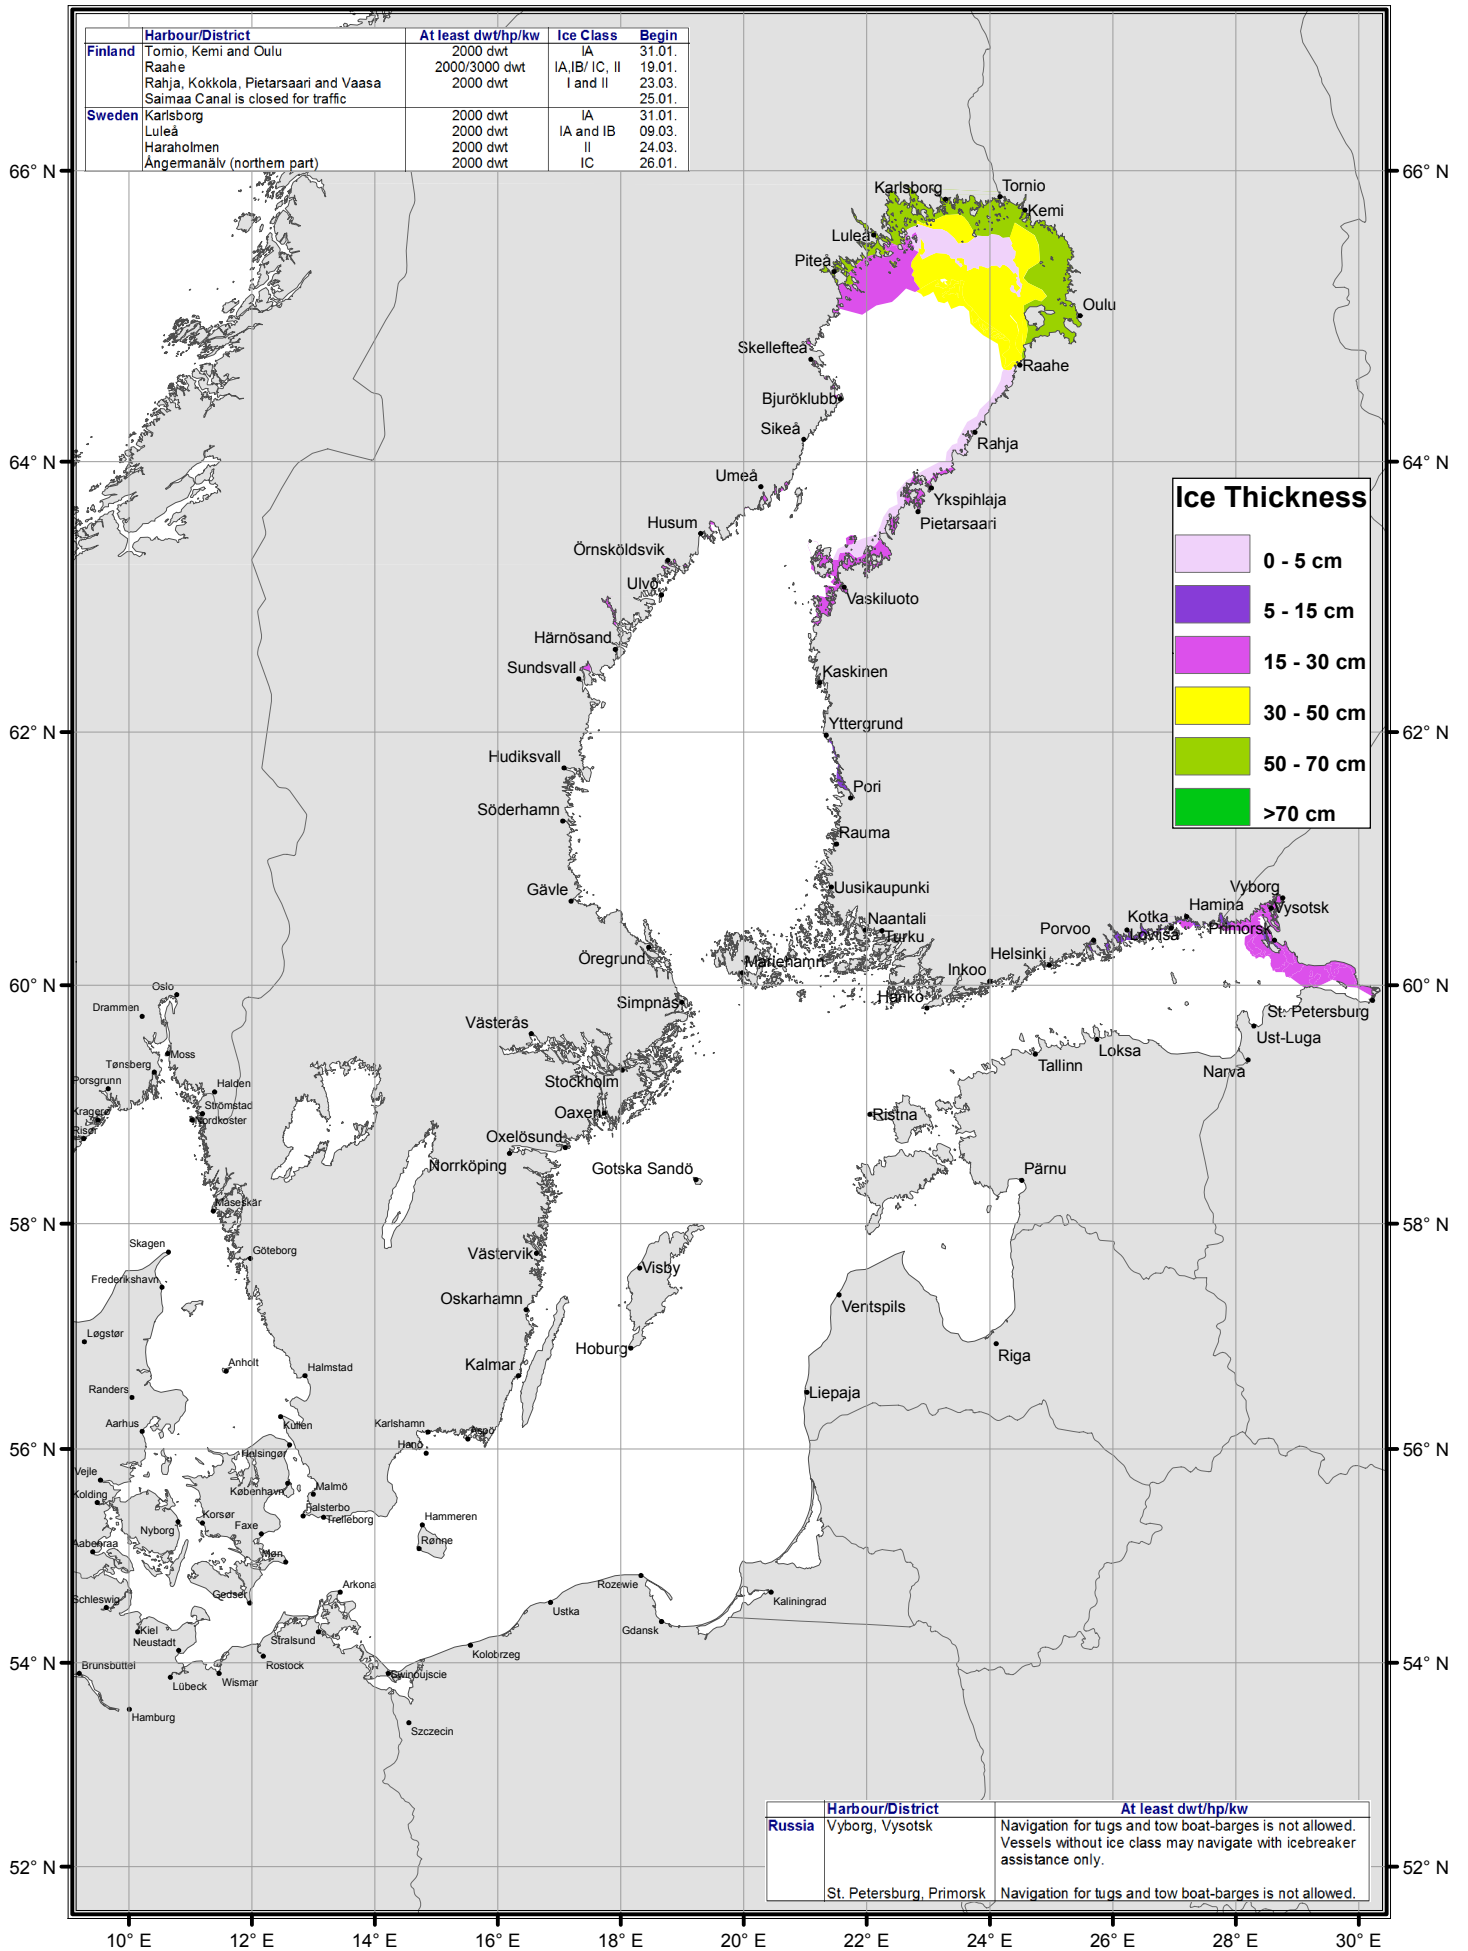 Harbour/District At least dwt/hp/kw Ice Class Begin
Finland Tornio, Kemi and Oulu 2000 dwt IA 31.01.
Raahe 2000/3000 dwt IA,IB/ IC, II 19.01.
Rahja, Kokkola, Pietarsaari and Vaasa 2000 dwt I and II 23.03.
Saimaa Canal is closed for traffic 25.01.
Sweden Karlsborg 2000 dwt IA 31.01.
Luleå 2000 dwt IA and IB 09.03.
Haraholmen 2000 dwt II 24.03.
Ångermanälv (northern part) 2000 dwt IC 26.01.
66° N
66° N
Karlsborg
Tornio
Kemi
Luleå
Piteå
Oulu
Skellefteå
Raahe
Bjuröklubb
Sikeå
Rahja
64° N
64° N
Umeå
Ykspihlaja
Pietarsaari
Husum
Örnsköldsvik
Ulvö
Vaskiluoto
Härnösand
Sundsvall
Kaskinen
Ice Thickness
0 - 5 cm
5 - 15 cm
15 - 30 cm
30 - 50 cm
50 - 70 cm
>70 cm
62° N
62° N
Yttergrund
Hudiksvall
Pori
Söderhamn
Rauma
Gävle
Uusikaupunki
Vyborg
Vysotsk
Hamina
Kotka
Naantali
Turku
Porvoo
Lovisa
Primorsk
Helsinki
Öregrund
Mariehamn
Inkoo
Hanko
60° N
60° N
Oslo
Drammen
Simpnäs
St. Petersburg
Västerås
Ust-Luga
Moss
Tønsberg
Tallinn
Loksa
Narva
Porsgrunn
Halden
Stockholm
Kragerø
Strömstad
Nordkoster
Oaxen
Ristna
Risør
Oxelösund
Norrköping
Gotska Sandö
Pärnu
Måseskär
58° N
58° N
Skagen
Göteborg
Västervik
Visby
Frederikshavn
Oskarhamn
Ventspils
Løgstør
Hoburg
Riga
Anholt
Halmstad
Kalmar
Randers
Liepaja
Aarhus
Kullen
Karlshamn
Aspö
Hanö
56° N
56° N
Helsingør
Vejle
København
Malmö
Kolding
Falsterbo
Trelleborg
Nyborg
Korsør
Faxe
Hammeren
Rønne
Aabenraa
Møn
Schleswig
Gedser
Arkona
Rozewie
Kaliningrad
Ustka
Gdansk
Kiel
Neustadt
Stralsund
Kolobrzeg
Rostock
54° N
54° N
Brunsbüttel
Lübeck
Wismar
Swinoujscie
Hamburg
Szczecin
Harbour/District At least dwt/hp/kw
Russia Vyborg, Vysotsk Navigation for tugs and tow boat-barges is not allowed.
Vessels without ice class may navigate with icebreaker
assistance only.
St. Petersburg, Primorsk Navigation for tugs and tow boat-barges is not allowed.
52° N
52° N
10° E 12° E 14° E 16° E 18° E 20° E 22° E 24° E 26° E 28° E 30° E